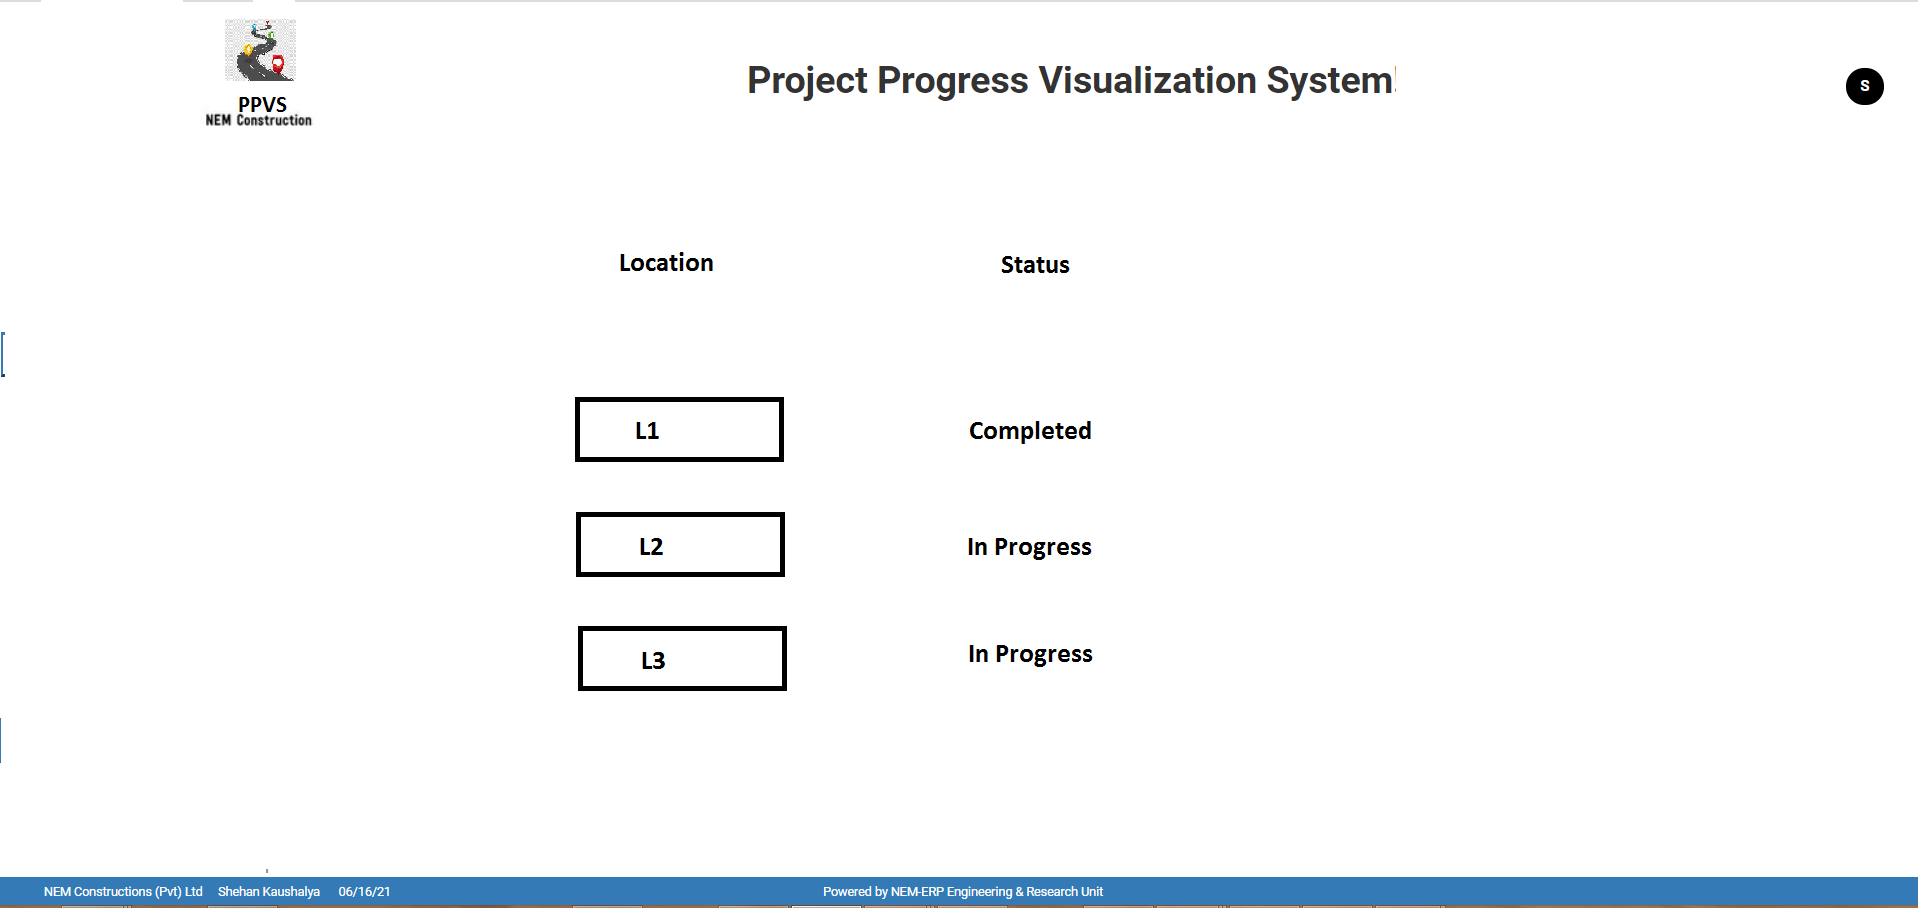 PPVS
NEM Construction
Project Progress Visualization System!
S
Location Status
L1 Completed
L2 In Progress
L3 In Progress
NEM Constructions (Pvt) Ltd Shehan Kaushalya 06/16/21 Powered by NEM-ERP Engineering & Research Unit